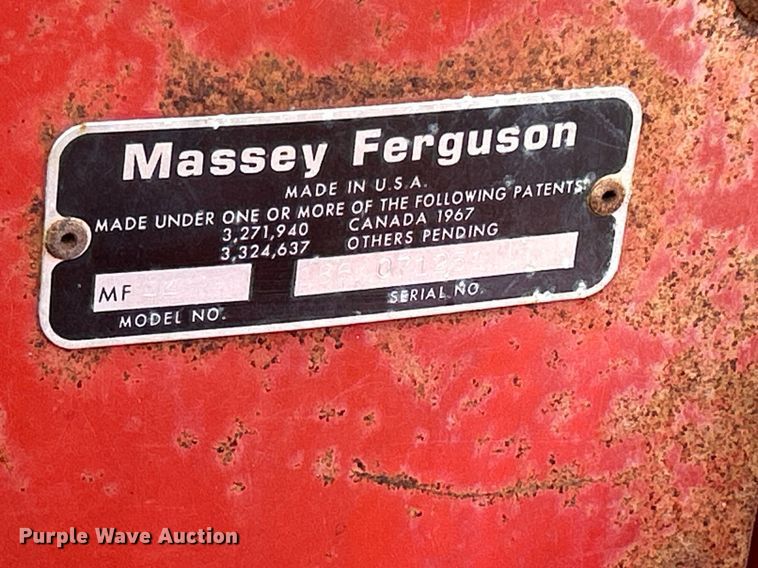 Massey Ferguson
MADE IN U.S.A.
MADE UNDER ONE OR MORE OF THE FOLLOWING PATENTS:
3,271,940 CANADA 1967
3,324,637 OTHERS PENDING
MF
MODEL NO.
SERIAL NO.
Purple Wave Auction